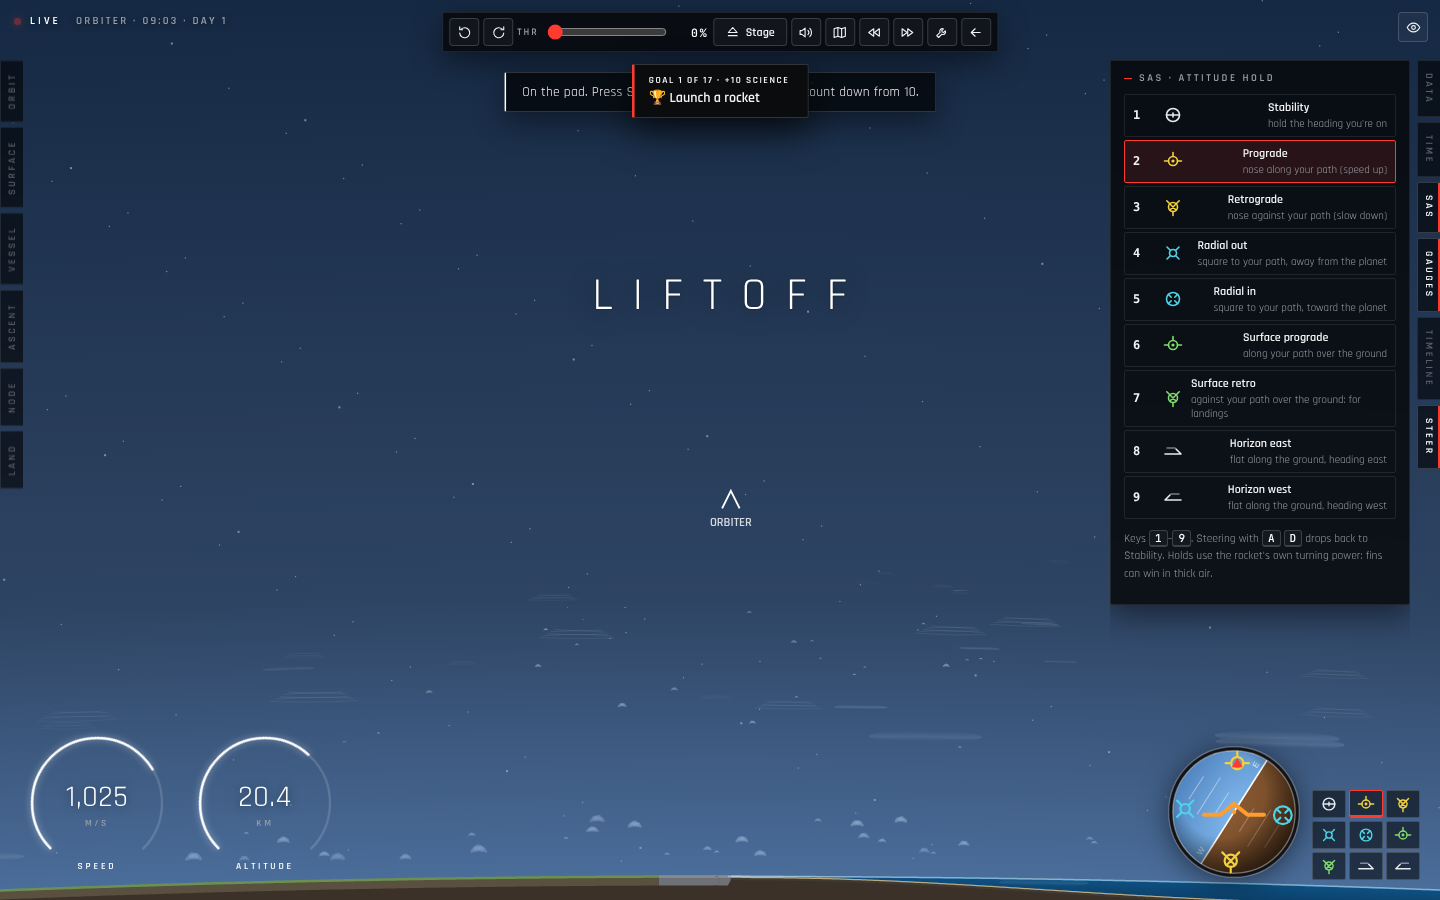 LIVE ORBITER · 09:03 · DAY 1
THR 0% Stage
On the pad. Press
ount down from 10.
GOAL 1 OF 17 · +10 SCIENCE
🏆 Launch a rocket
ORBIT
SURFACE
VESSEL
ASCENT
NODE
LAND
LIFTOFF
ORBITER
SAS · ATTITUDE HOLD
1 Stability
hold the heading you're on
2 Prograde
nose along your path (speed up)
3 Retrograde
nose against your path (slow down)
4 Radial out
square to your path, away from the planet
5 Radial in
square to your path, toward the planet
6 Surface prograde
along your path over the ground
7 Surface retro
against your path over the ground: for
landings
8 Horizon east
flat along the ground, heading east
9 Horizon west
flat along the ground, heading west
Keys 1-9. Steering with A D drops back to
Stability. Holds use the rocket's own turning power: fins
can win in thick air.
DATA
TIME
SAS
GAUGES
TIMELINE
STEER
1,025
M/S
SPEED
20.4
KM
ALTITUDE
E
W